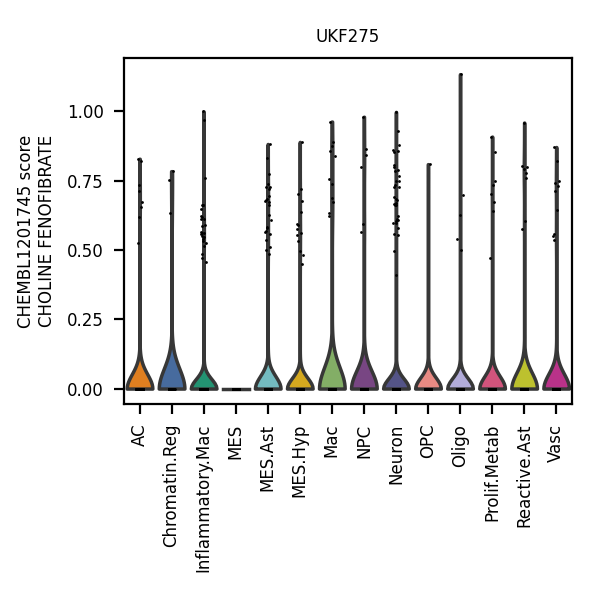 UKF275
CHEMBL1201745 score
CHOLINE FENOFIBRATE
1.00
0.75
0.50
0.25
0.00
AC
Chromatin.Reg
Inflammatory.Mac
MES
MES.Ast
MES.Hyp
Mac
NPC
Neuron
OPC
Oligo
Prolif.Metab
Reactive.Ast
Vasc